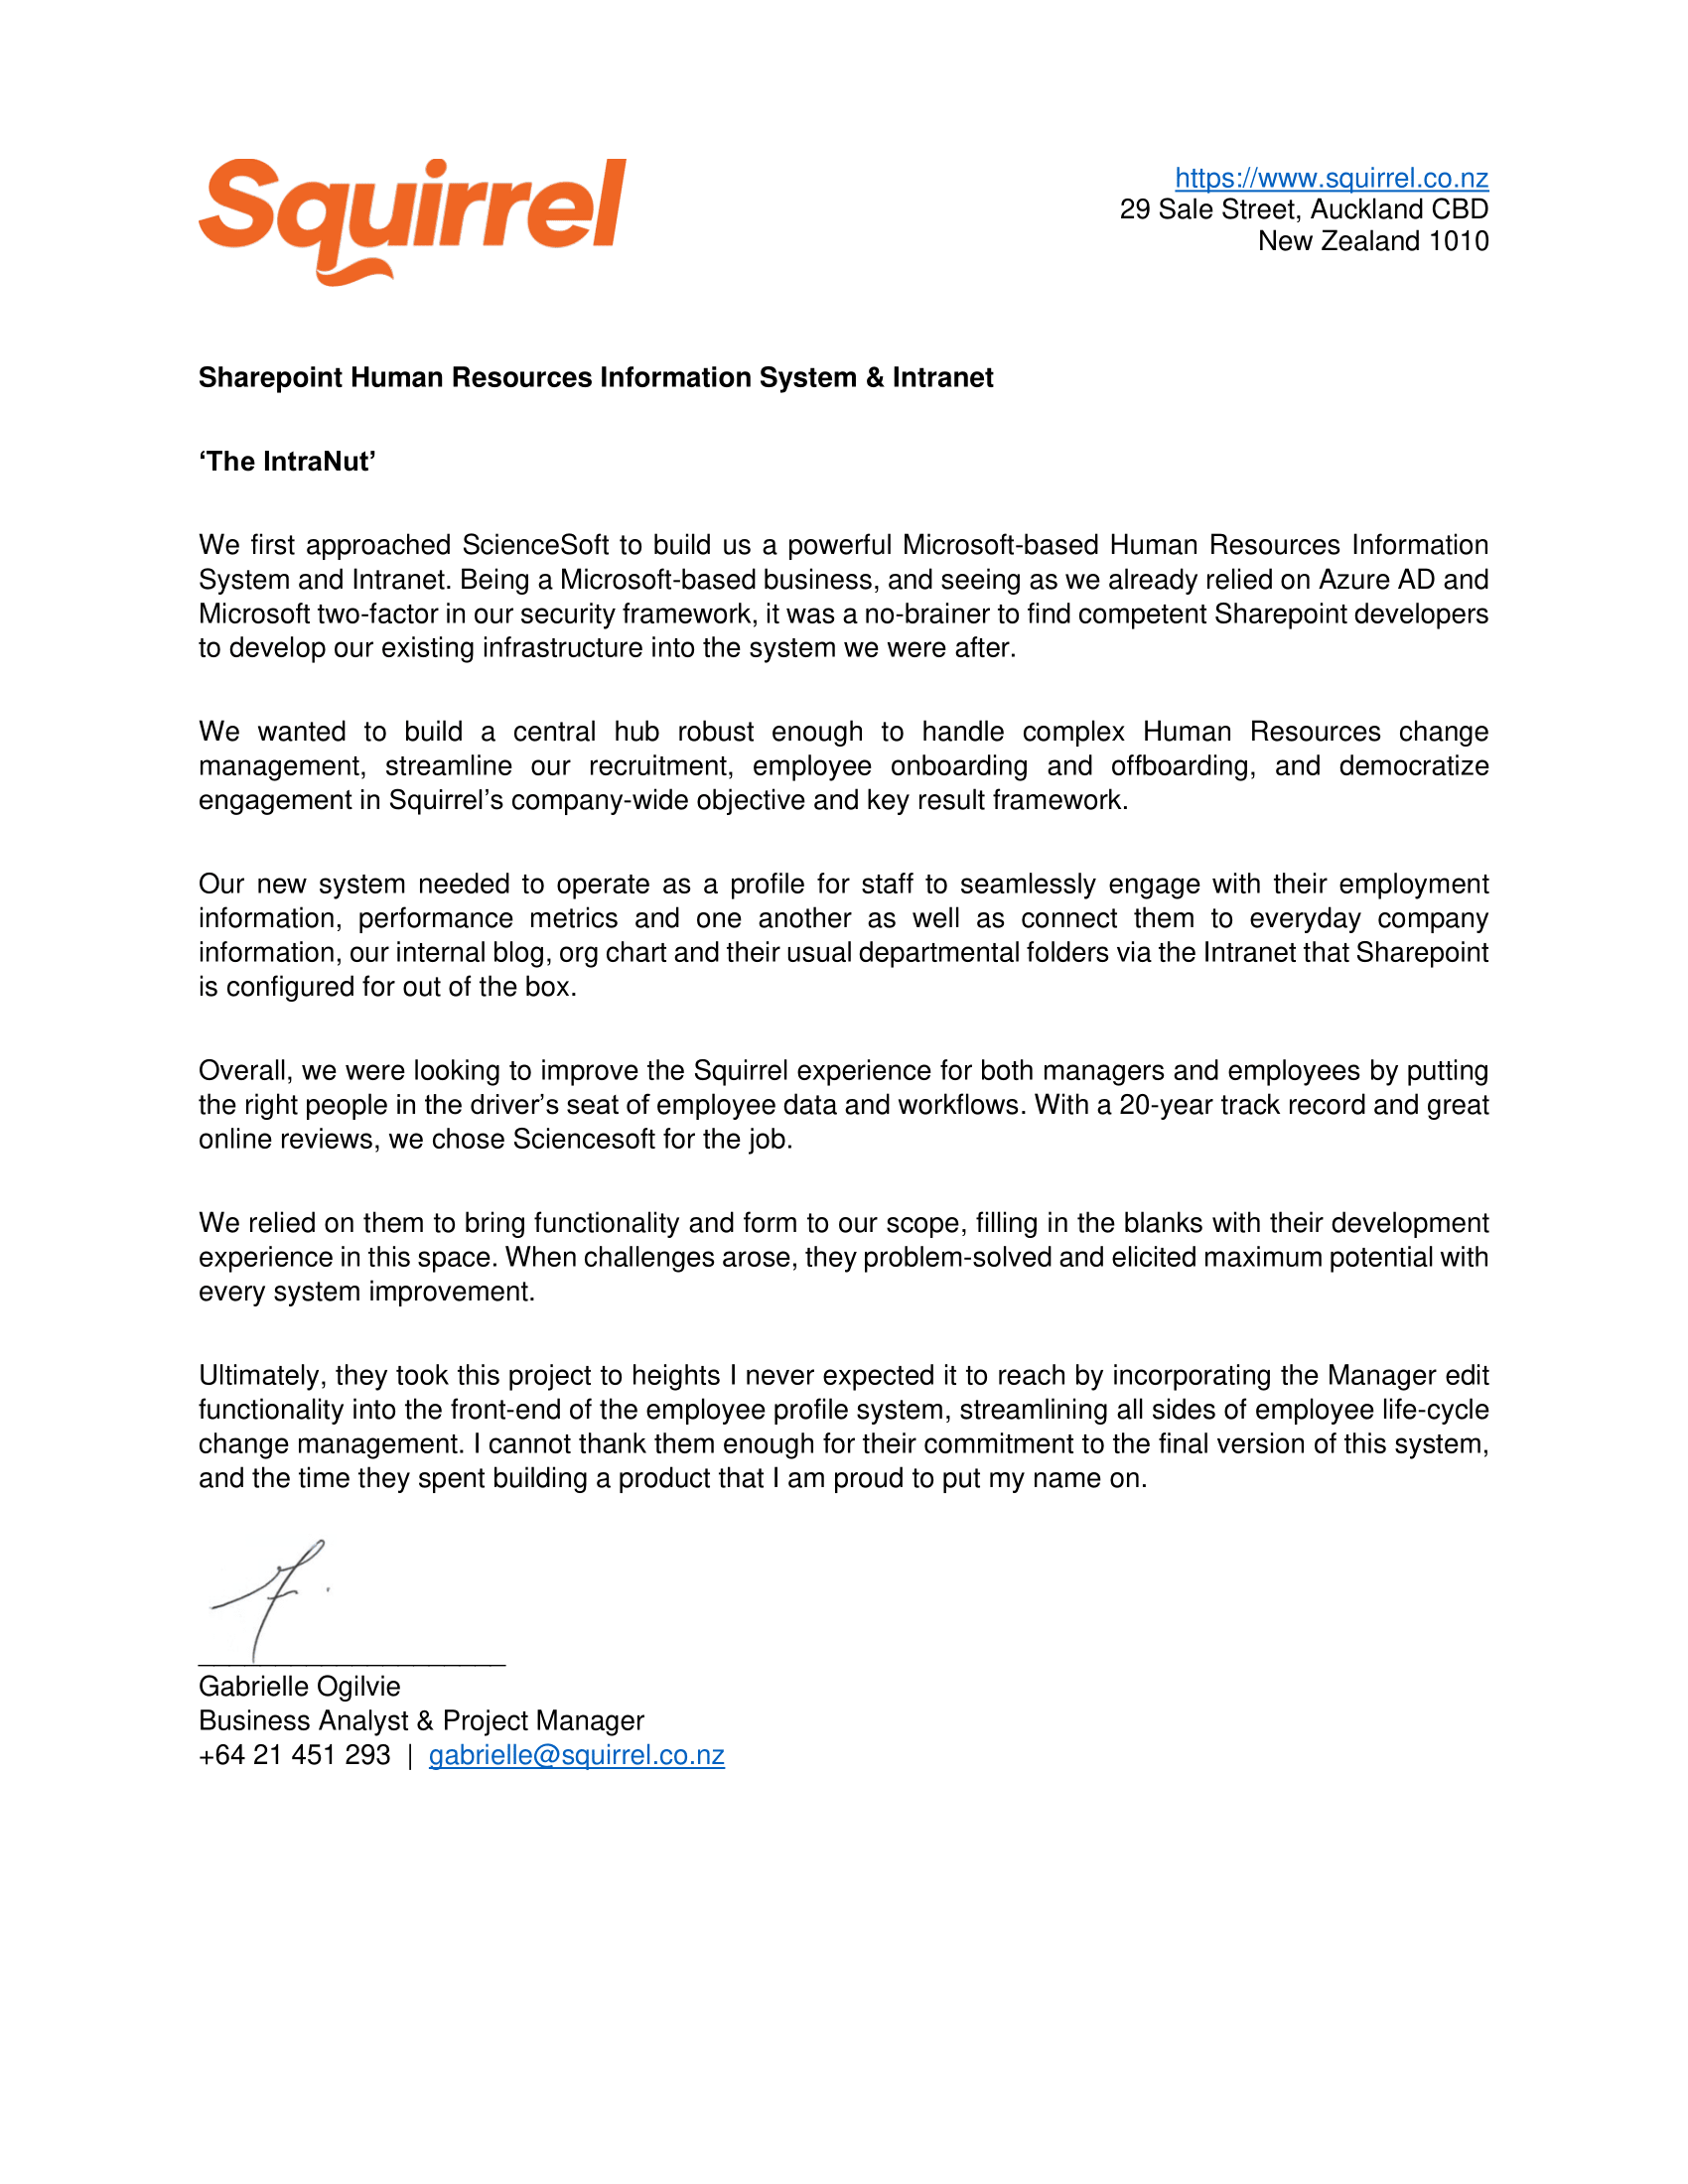 Squirrel
https://www.squirrel.co.nz
29 Sale Street, Auckland CBD
New Zealand 1010
Sharepoint Human Resources Information System & Intranet
‘The IntraNut’
We first approached ScienceSoft to build us a powerful Microsoft-based Human Resources Information
System and Intranet. Being a Microsoft-based business, and seeing as we already relied on Azure AD and
Microsoft two-factor in our security framework, it was a no-brainer to find competent Sharepoint developers
to develop our existing infrastructure into the system we were after.
We wanted to build a central hub robust enough to handle complex Human Resources change
management, streamline our recruitment, employee onboarding and offboarding, and democratize
engagement in Squirrel’s company-wide objective and key result framework.
Our new system needed to operate as a profile for staff to seamlessly engage with their employment
information, performance metrics and one another as well as connect them to everyday company
information, our internal blog, org chart and their usual departmental folders via the Intranet that Sharepoint
is configured for out of the box.
Overall, we were looking to improve the Squirrel experience for both managers and employees by putting
the right people in the driver’s seat of employee data and workflows. With a 20-year track record and great
online reviews, we chose Sciencesoft for the job.
We relied on them to bring functionality and form to our scope, filling in the blanks with their development
experience in this space. When challenges arose, they problem-solved and elicited maximum potential with
every system improvement.
Ultimately, they took this project to heights I never expected it to reach by incorporating the Manager edit
functionality into the front-end of the employee profile system, streamlining all sides of employee life-cycle
change management. I cannot thank them enough for their commitment to the final version of this system,
and the time they spent building a product that I am proud to put my name on.
Gabrielle Ogilvie
Business Analyst & Project Manager
+64 21 451 293 | gabrielle@squirrel.co.nz